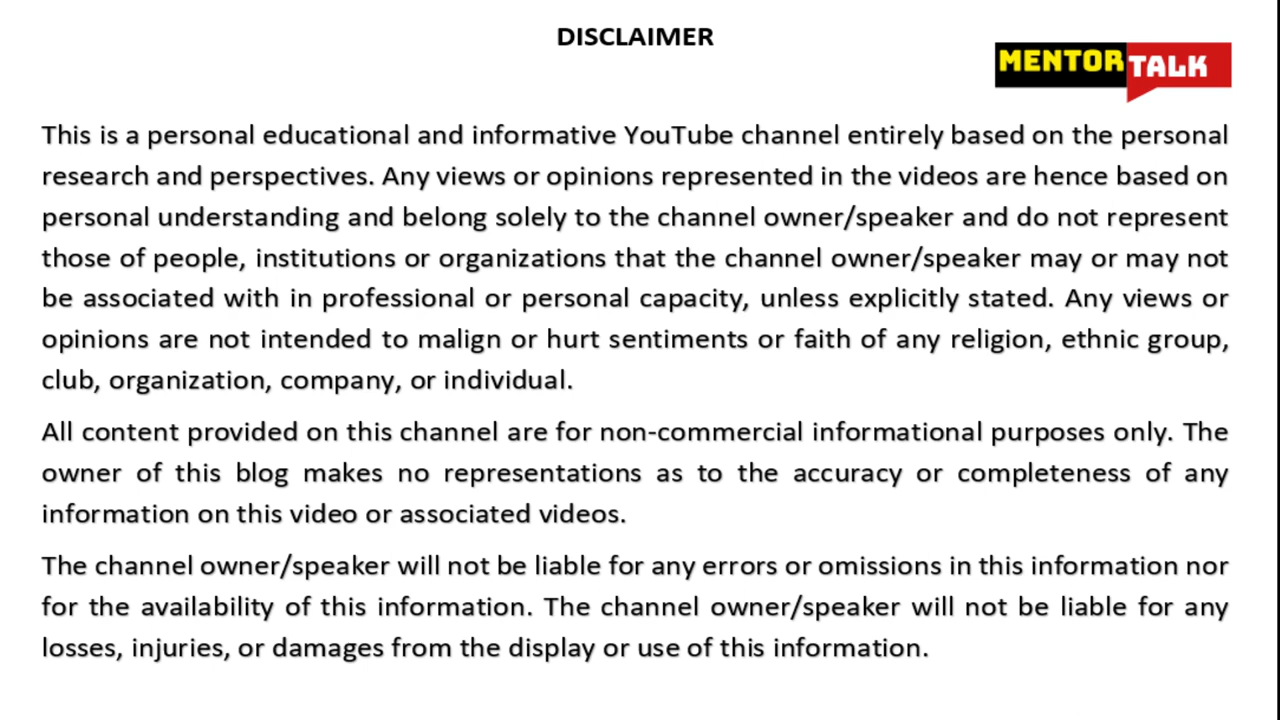 DISCLAIMER
MENTOR TALK
This is a personal educational and informative YouTube channel entirely based on the personal
research and perspectives. Any views or opinions represented in the videos are hence based on
personal understanding and belong solely to the channel owner/speaker and do not represent
those of people, institutions or organizations that the channel owner/speaker may or may not
be associated with in professional or personal capacity, unless explicitly stated. Any views or
opinions are not intended to malign or hurt sentiments or faith of any religion, ethnic group,
club, organization, company, or individual.
All content provided on this channel are for non-commercial informational purposes only. The
owner of this blog makes no representations as to the accuracy or completeness of any
information on this video or associated videos.
The channel owner/speaker will not be liable for any errors or omissions in this information nor
for the availability of this information. The channel owner/speaker will not be liable for any
losses, injuries, or damages from the display or use of this information.